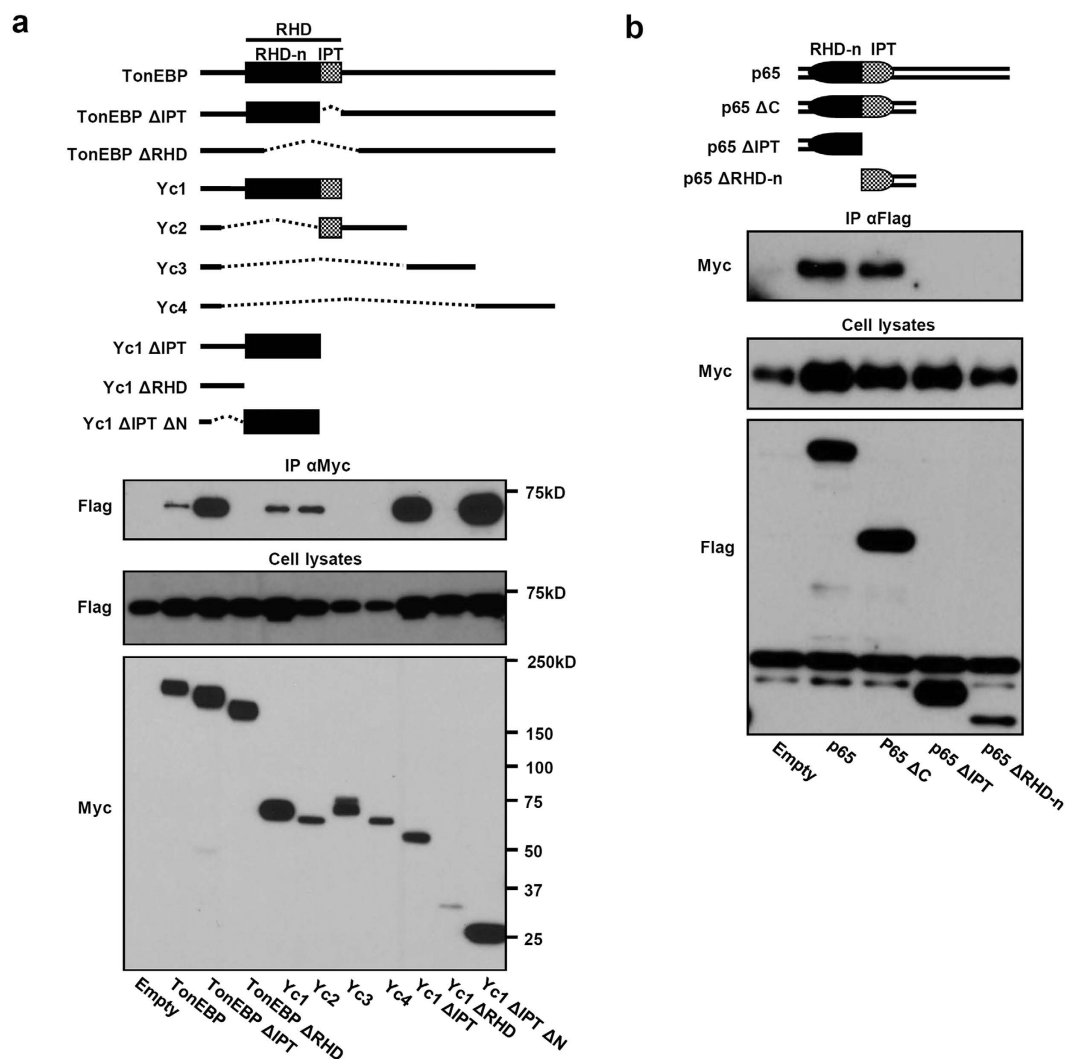 a
RHD
RHD-n IPT
TonEBP
TonEBP ΔIPT
TonEBP ΔRHD
Yc1
Yc2
Yc3
Yc4
Yc1 ΔIPT
Yc1 ΔRHD
Yc1 ΔIPT ΔN
IP αMyc
Flag
75kD
Cell lysates
Flag
75kD
Myc
250kD
150
100
75
50
37
25
Empty
TonEBP
TonEBP ΔIPT
TonEBP ΔRHD
Yc1
Yc2
Yc3
Yc4
Yc1 ΔIPT
Yc1 ΔRHD
Yc1 ΔIPT ΔN
b
RHD-n IPT
p65
p65 ΔC
p65 ΔIPT
p65 ΔRHD-n
IP αFlag
Myc
Cell lysates
Myc
Flag
Empty
p65
P65 ΔC
p65 ΔIPT
p65 ΔRHD-n